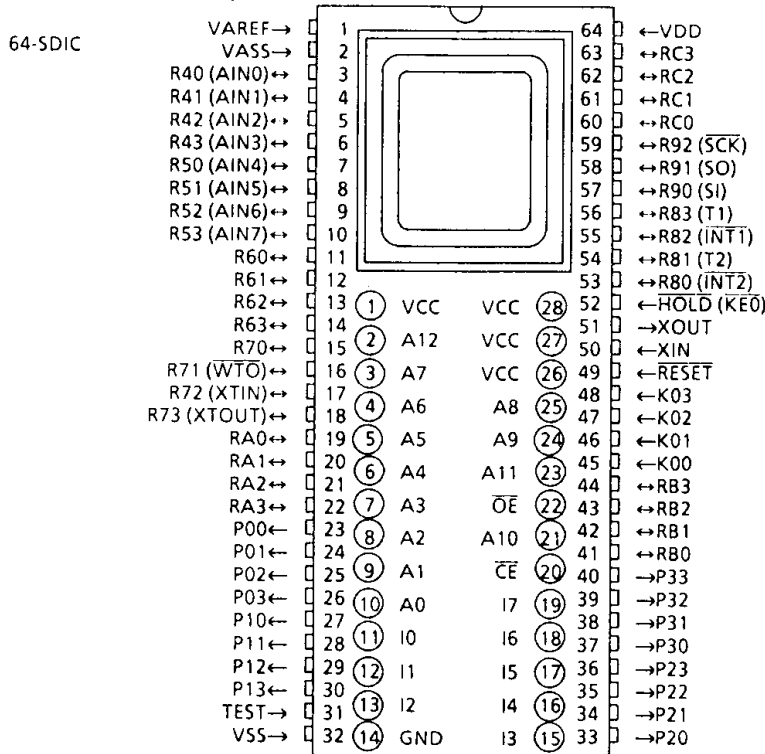 64-SDIC
VAREF→ 1 64 ←VDD
VASS→ 2 63 ↔RC3
R40 (AIN0)↔ 3 62 ↔RC2
R41 (AIN1)↔ 4 61 ↔RC1
R42 (AIN2)↔ 5 60 ↔RC0
R43 (AIN3)↔ 6 59 ↔R92 (S̅C̅K̅)
R50 (AIN4)↔ 7 58 ↔R91 (SO)
R51 (AIN5)↔ 8 57 ↔R90 (SI)
R52 (AIN6)↔ 9 56 ↔R83 (T1)
R53 (AIN7)↔ 10 55 ↔R82 (I̅N̅T̅1̅)
R60↔ 11 54 ↔R81 (T2)
R61↔ 12 53 ↔R80 (I̅N̅T̅2̅)
R62↔ 13 ① VCC VCC ㉘ 52 ←H̅O̅L̅D̅ (K̅E̅0̅)
R63↔ 14 51 →XOUT
R70↔ 15 ② A12 VCC ㉗ 50 ←XIN
R71 (W̅T̅O̅)↔ 16 ③ A7 VCC ㉖ 49 ←R̅E̅S̅E̅T̅
R72 (XTIN)↔ 17 48 ←K03
R73 (XTOUT)↔ 18 ④ A6 A8 ㉕ 47 ←K02
RA0↔ 19 ⑤ A5 A9 ㉔ 46 ←K01
RA1↔ 20 45 ←K00
RA2↔ 21 ⑥ A4 A11 ㉓ 44 ↔RB3
RA3↔ 22 ⑦ A3 O̅E̅ ㉒ 43 ↔RB2
P00← 23 ⑧ A2 A10 ㉑ 42 ↔RB1
P01← 24 41 ↔RB0
P02← 25 ⑨ A1 C̅E̅ ⑳ 40 →P33
P03← 26 ⑩ A0 I7 ⑲ 39 →P32
P10← 27 38 →P31
P11← 28 ⑪ I0 I6 ⑱ 37 →P30
P12← 29 ⑫ I1 I5 ⑰ 36 →P23
P13← 30 35 →P22
TEST→ 31 ⑬ I2 I4 ⑯ 34 →P21
VSS→ 32 ⑭ GND I3 ⑮ 33 →P20